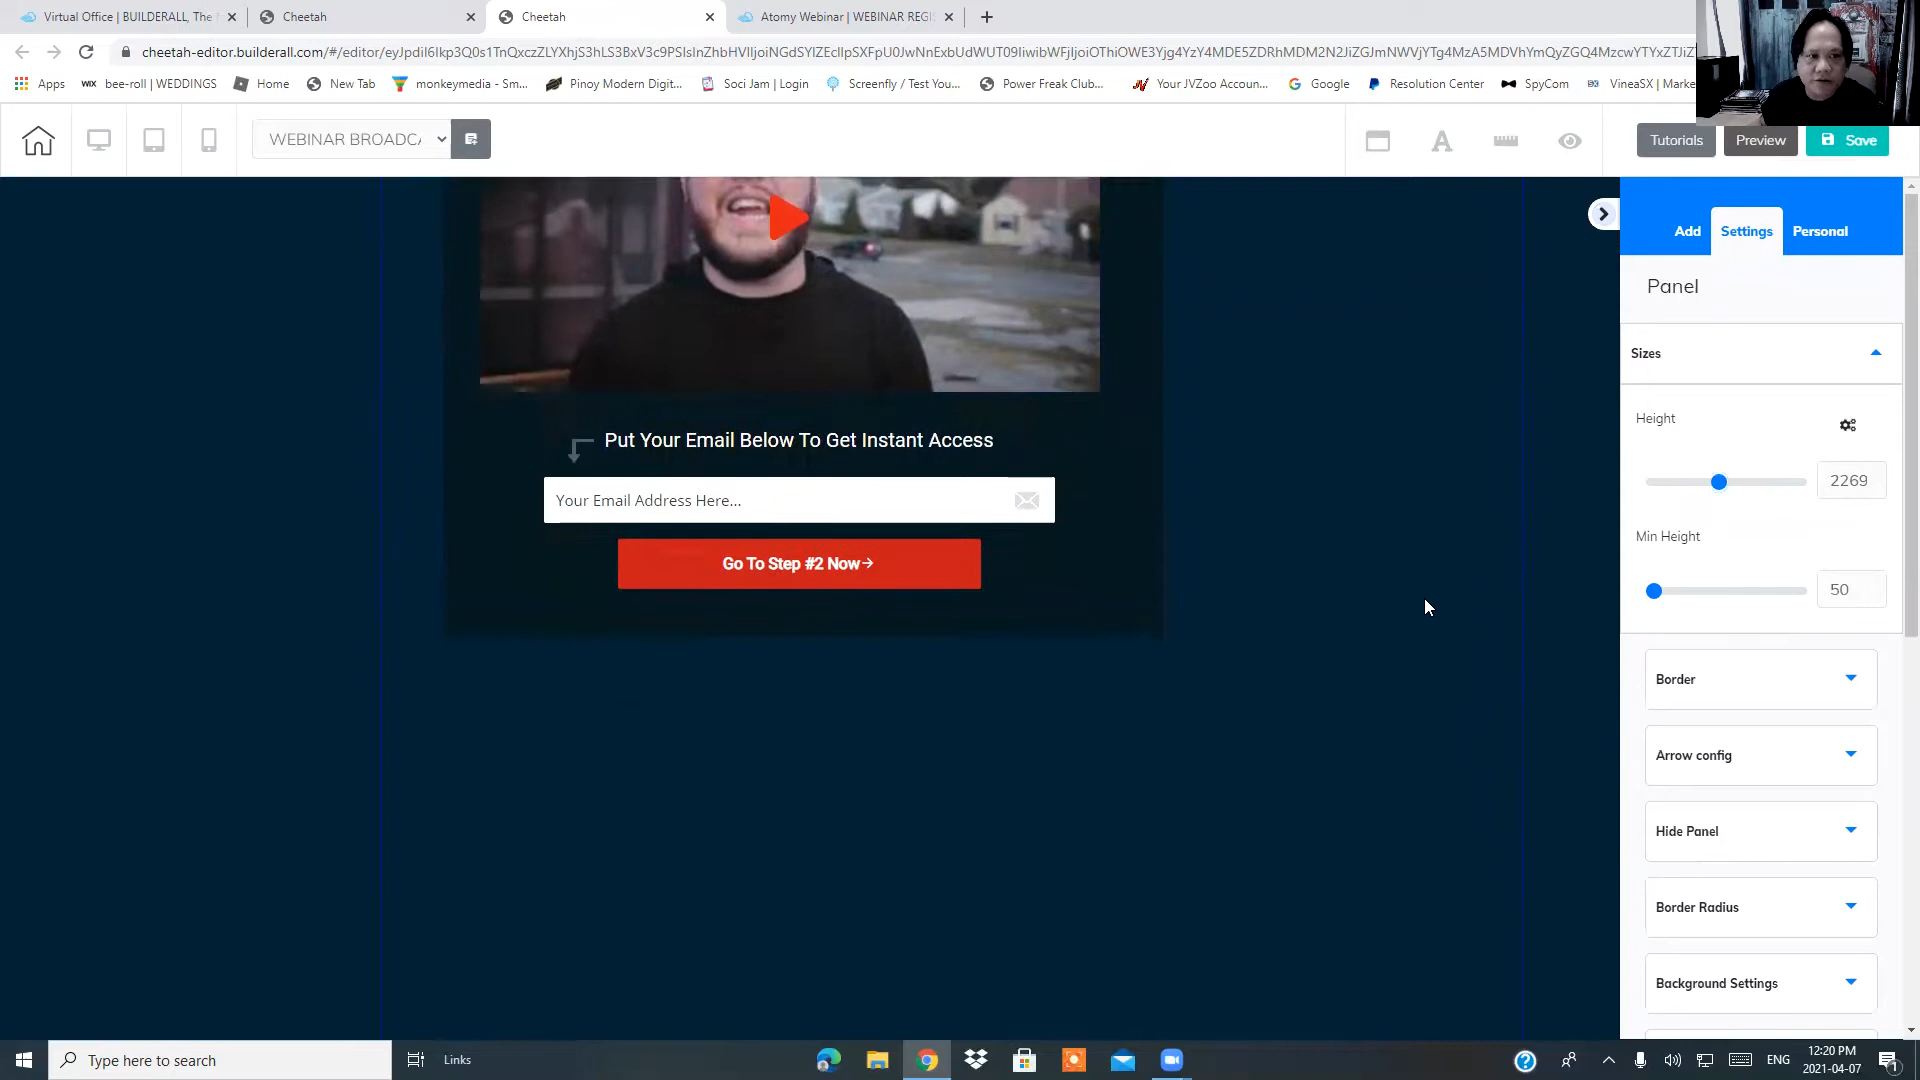 Virtual Office | BUILDERALL, The f
Cheetah
Cheetah
Atomy Webinar | WEBINAR REGIS
cheetah-editor.builderall.com/#/editor/
Apps
WIX bee-roll | WEDDINGS
Home
New Tab
monkeymedia - Sm...
Pinoy Modern Digit...
Soci Jam | Login
Screenfly / Test You...
Power Freak Club...
Your JVZoo Accoun...
Google
Resolution Center
SpyCom
VineaSX | Marke
WEBINAR BROADCA
Tutorials
Preview
Save
Add
Settings
Personal
Panel
Sizes
Height
2269
Min Height
50
Border
Arrow config
Hide Panel
Border Radius
Background Settings
Put Your Email Below To Get Instant Access
Your Email Address Here...
Go To Step #2 Now→
Type here to search
Links
ENG
12:20 PM
2021-04-07
1